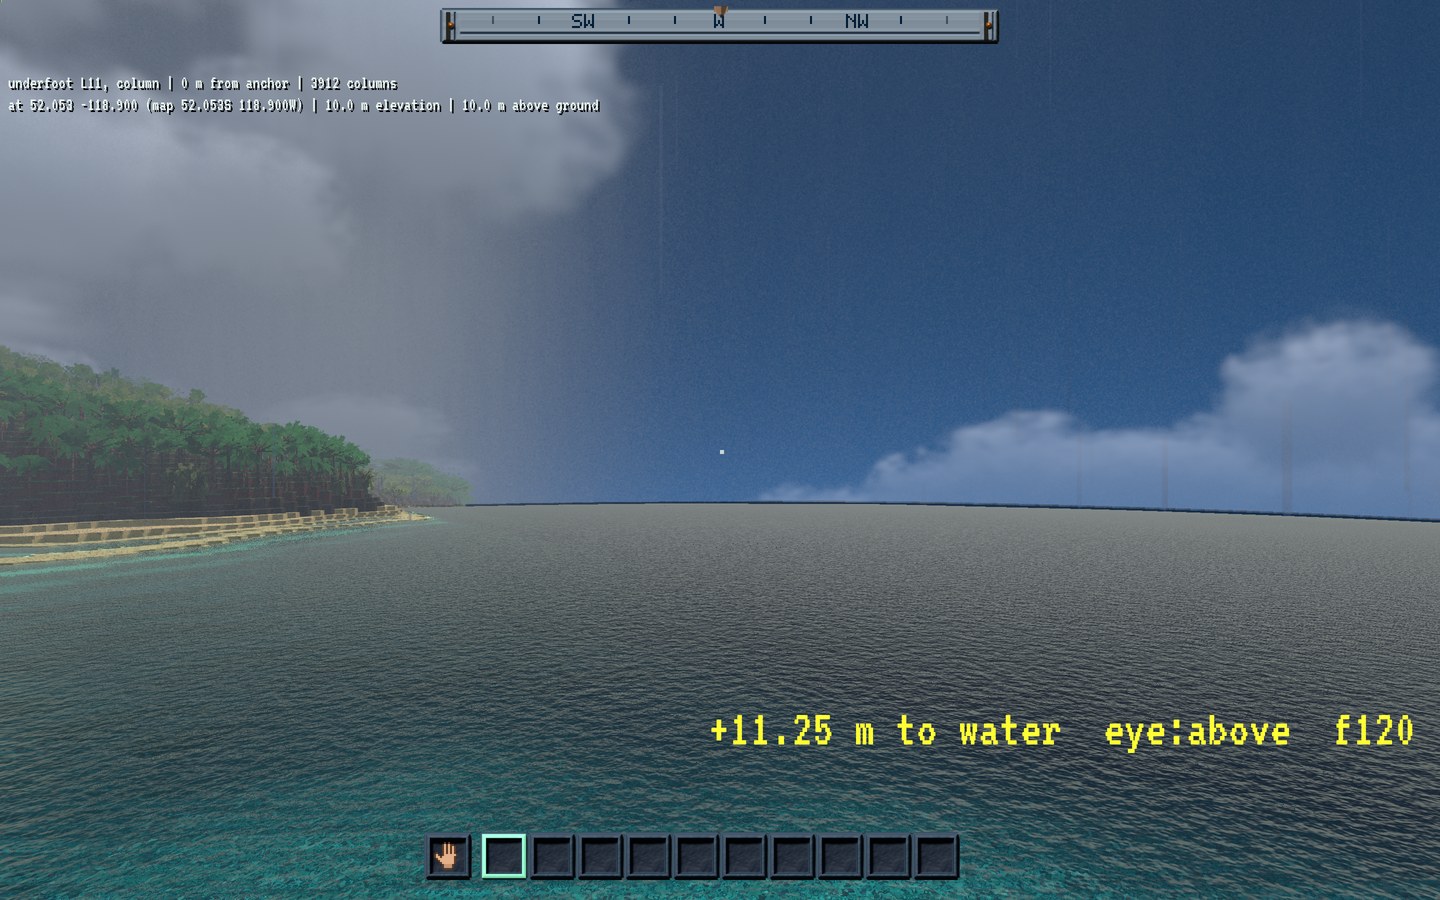 SW W NW
underfoot L11, column | 0 m from anchor | 3912 columns
at 52.053 -118.900 (map 52.053S 118.900W) | 10.0 m elevation | 10.0 m above ground
+11.25 m to water eye:above f120